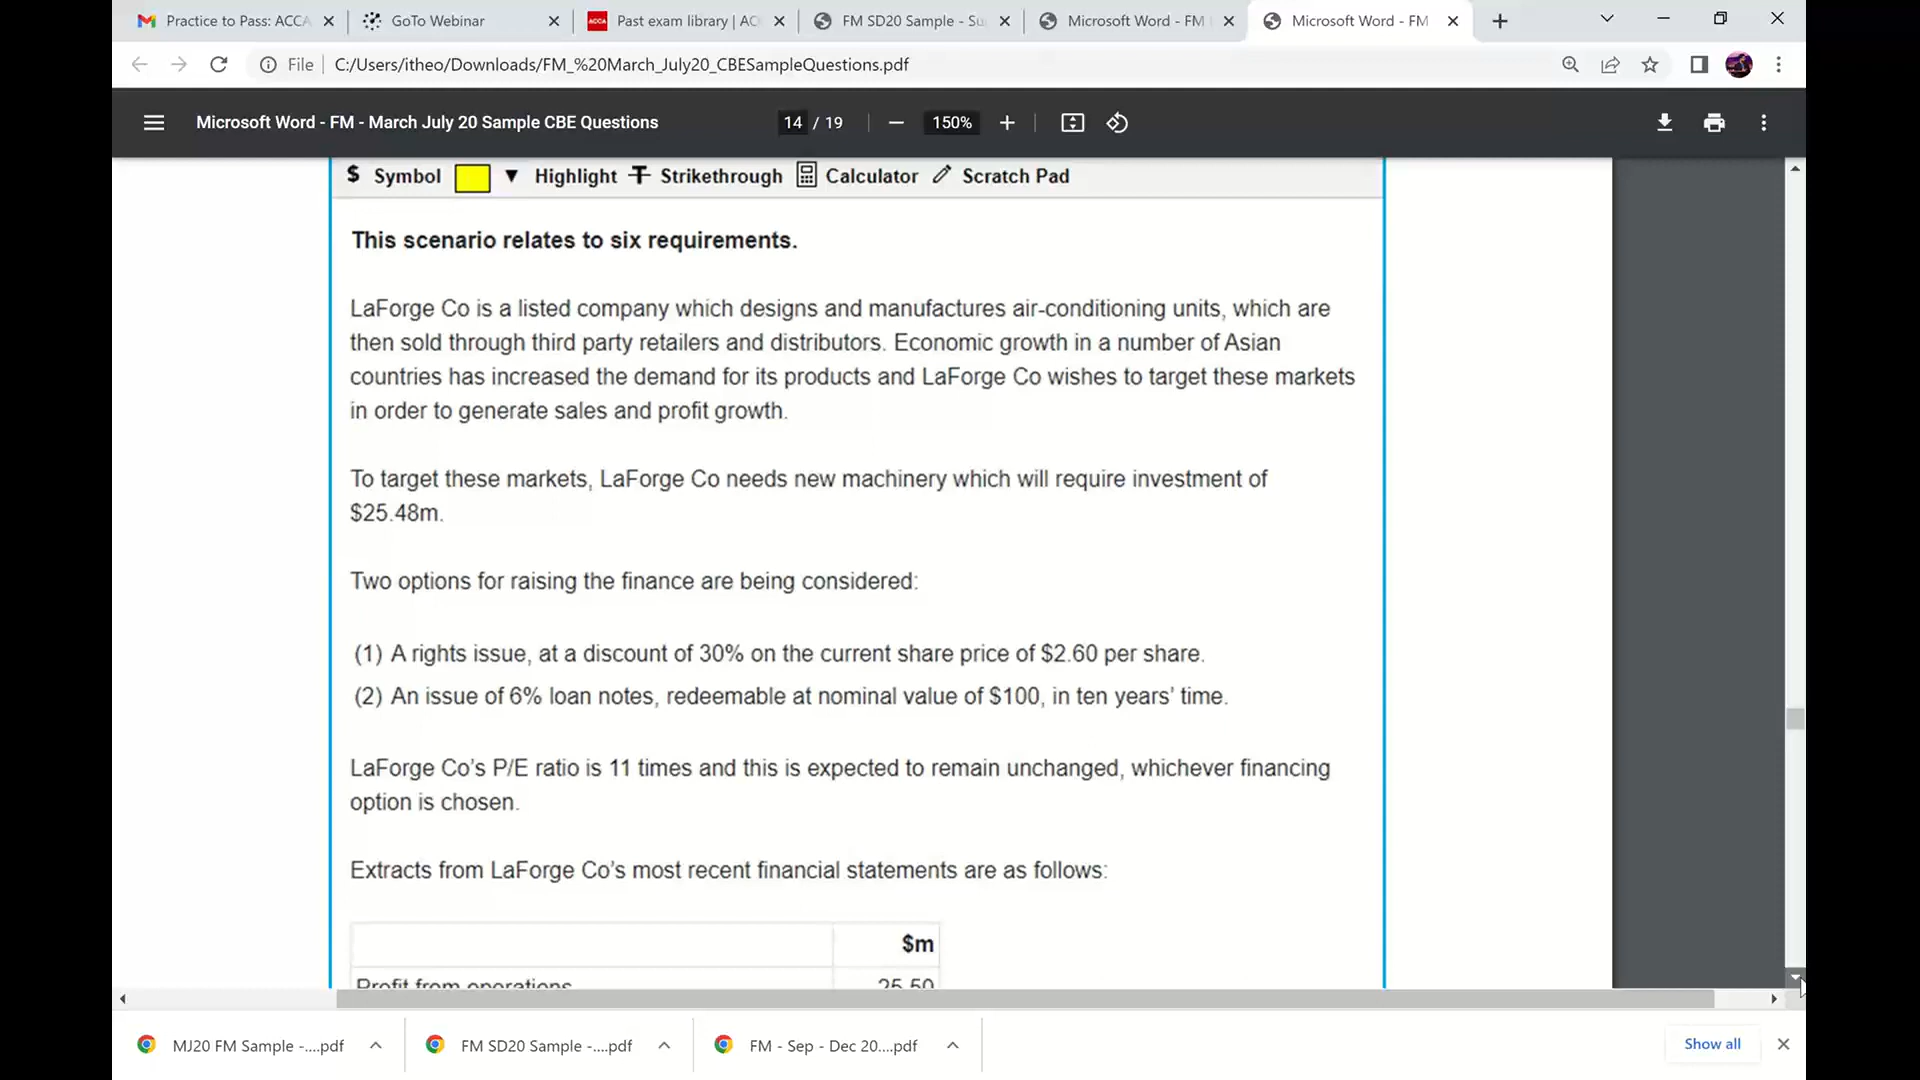 Practice to Pass: ACCA
GoTo Webinar
ACCA Past exam library | AC
FM SD20 Sample - Su
Microsoft Word - FM
Microsoft Word - FM
File C:/Users/itheo/Downloads/FM_%20March_July20_CBESampleQuestions.pdf
Microsoft Word - FM - March July 20 Sample CBE Questions
14 / 19
150%
$ Symbol Highlight Strikethrough Calculator Scratch Pad
This scenario relates to six requirements.
LaForge Co is a listed company which designs and manufactures air-conditioning units, which are
then sold through third party retailers and distributors. Economic growth in a number of Asian
countries has increased the demand for its products and LaForge Co wishes to target these markets
in order to generate sales and profit growth.
To target these markets, LaForge Co needs new machinery which will require investment of
$25.48m.
Two options for raising the finance are being considered:
(1) A rights issue, at a discount of 30% on the current share price of $2.60 per share.
(2) An issue of 6% loan notes, redeemable at nominal value of $100, in ten years' time.
LaForge Co's P/E ratio is 11 times and this is expected to remain unchanged, whichever financing
option is chosen.
Extracts from LaForge Co's most recent financial statements are as follows:
$m
Profit from operations 25.50
MJ20 FM Sample -....pdf
FM SD20 Sample -....pdf
FM - Sep - Dec 20....pdf
Show all